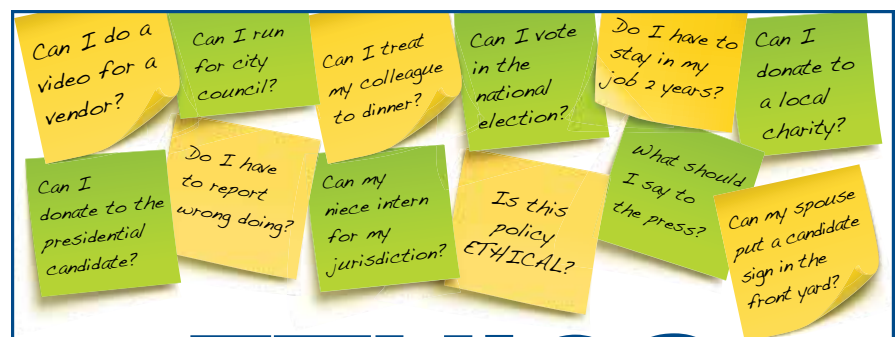 Can I do a
video for a
vendor?
Can I run
for city
council?
Can I treat
my colleague
to dinner?
Can I vote
in the
national
election?
Do I have to
stay in my
job 2 years?
Can I
donate to
a local
charity?
Can I
donate to the
presidential
candidate?
Do I have
to report
wrong doing?
Can my
niece intern
for my
jurisdiction?
Is this
policy
ETHICAL?
What should
I say to
the press?
Can my spouse
put a candidate
sign in the
front yard?